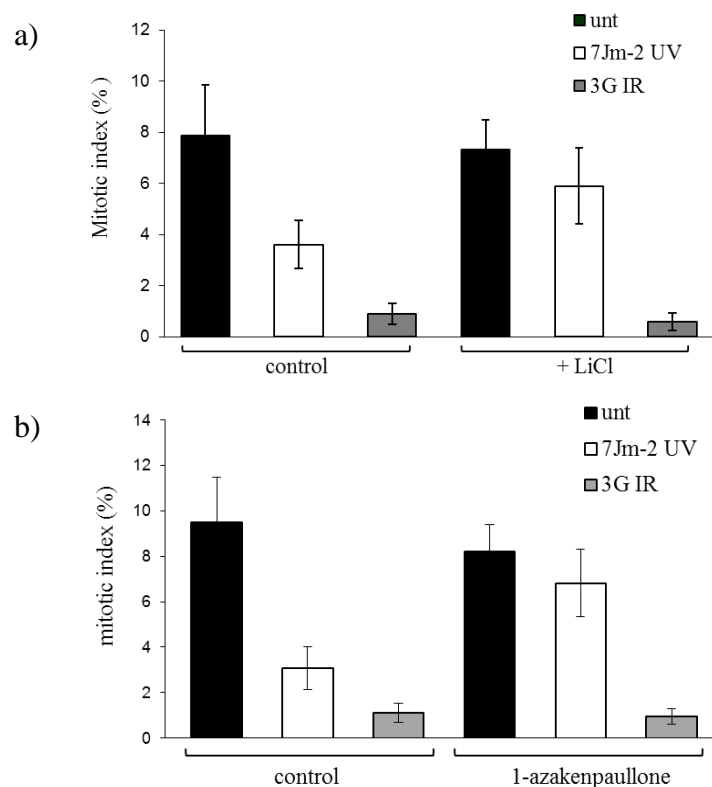 a)
Mitotic index (%)
12
10
8
6
4
2
0
unt
7Jm-2 UV
3G IR
control
+ LiCl
b)
mitotic index (%)
14
12
10
8
6
4
2
0
unt
7Jm-2 UV
3G IR
control
1-azakenpaullone